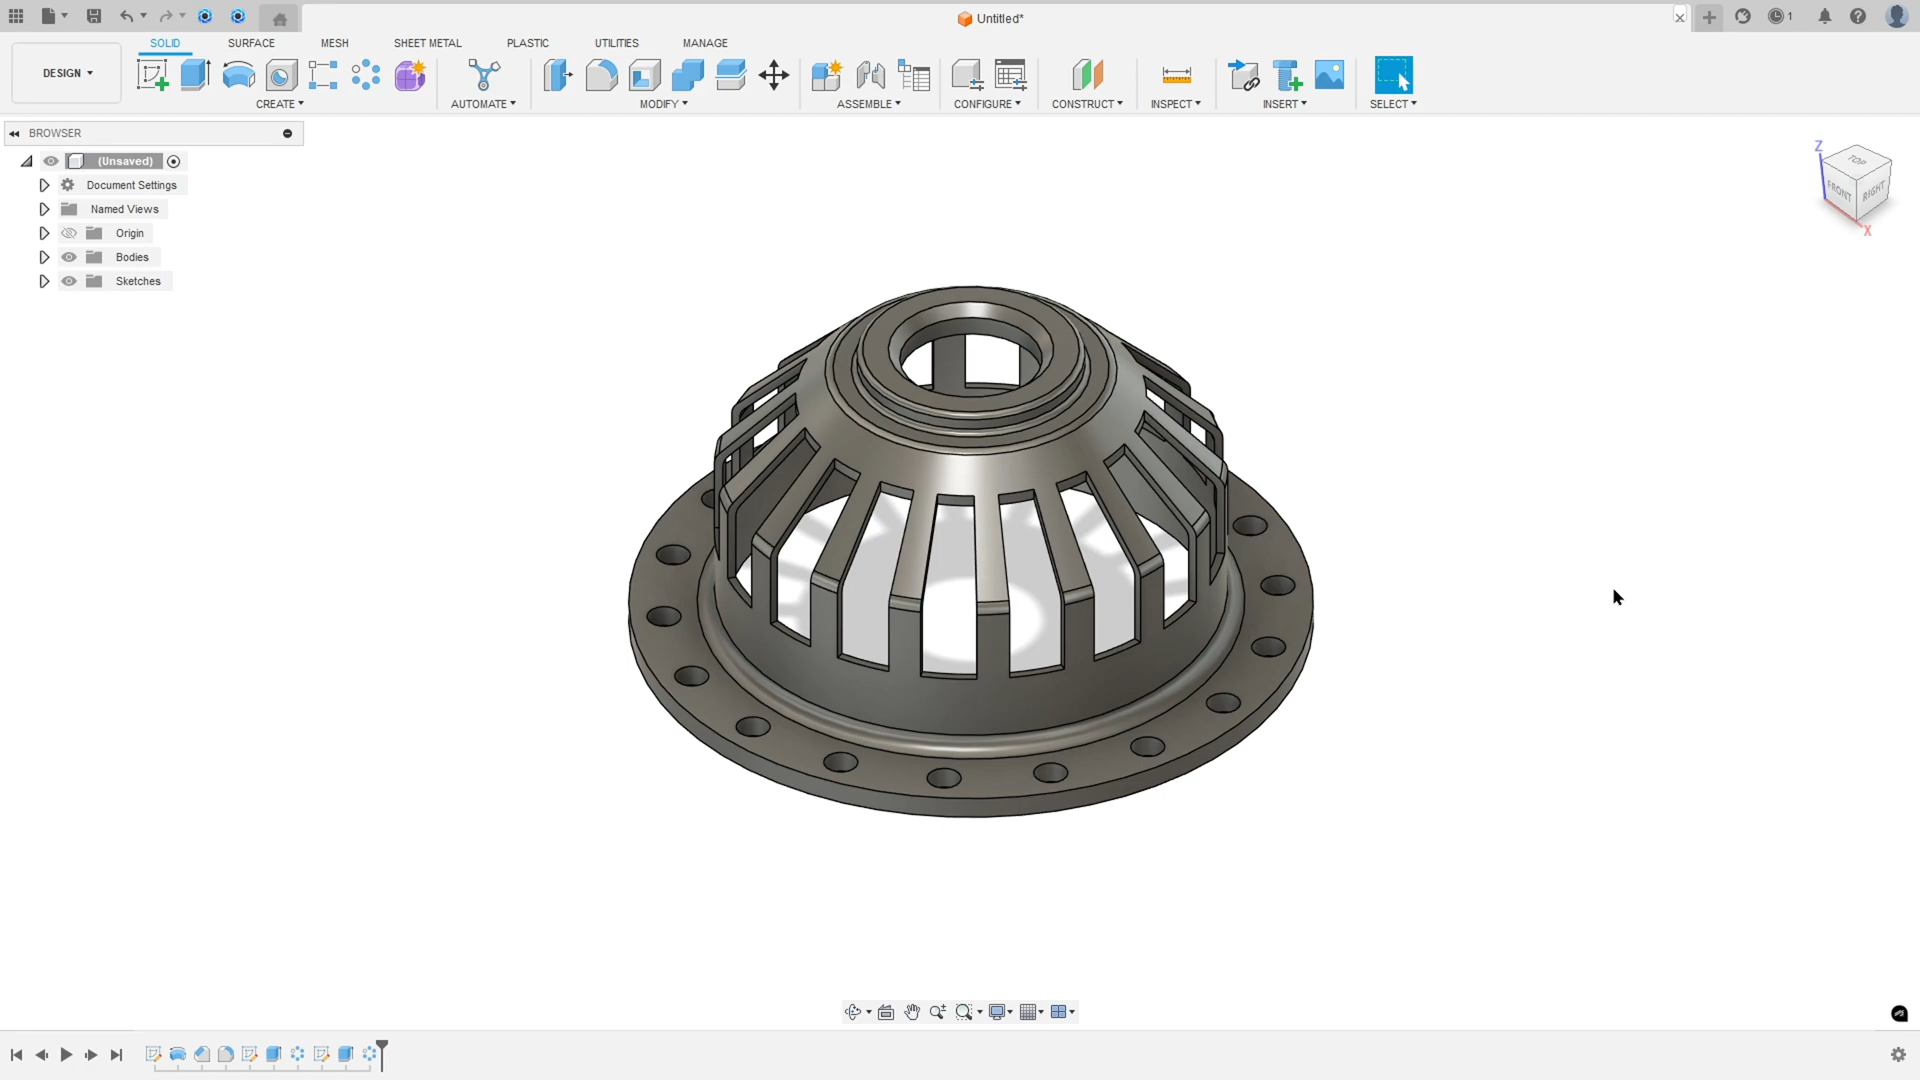 Untitled*
1
SOLID SURFACE MESH SHEET METAL PLASTIC UTILITIES MANAGE
DESIGN
CREATE AUTOMATE MODIFY ASSEMBLE CONFIGURE CONSTRUCT INSPECT INSERT SELECT
BROWSER
(Unsaved)
Document Settings
Named Views
Origin
Bodies
Sketches
Z
TOP
FRONT RIGHT
X